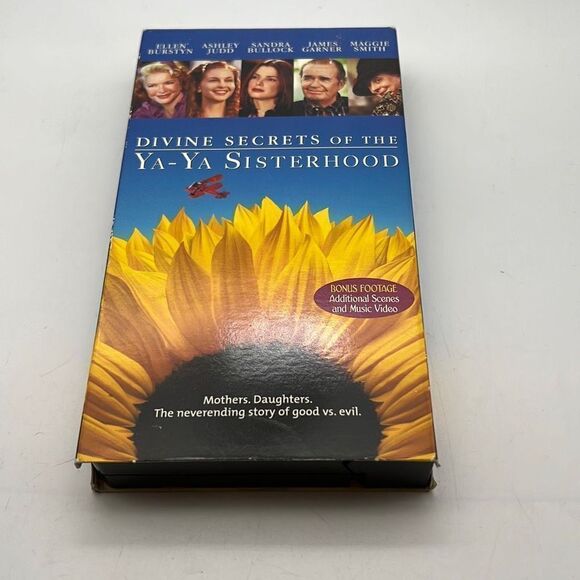 ELLEN BURSTYN
ASHLEY JUDD
SANDRA BULLOCK
JAMES GARNER
MAGGIE SMITH
DIVINE SECRETS OF THE
YA-YA SISTERHOOD
BONUS FOOTAGE
Additional Scenes
and Music Video
Mothers. Daughters.
The neverending story of good vs. evil.